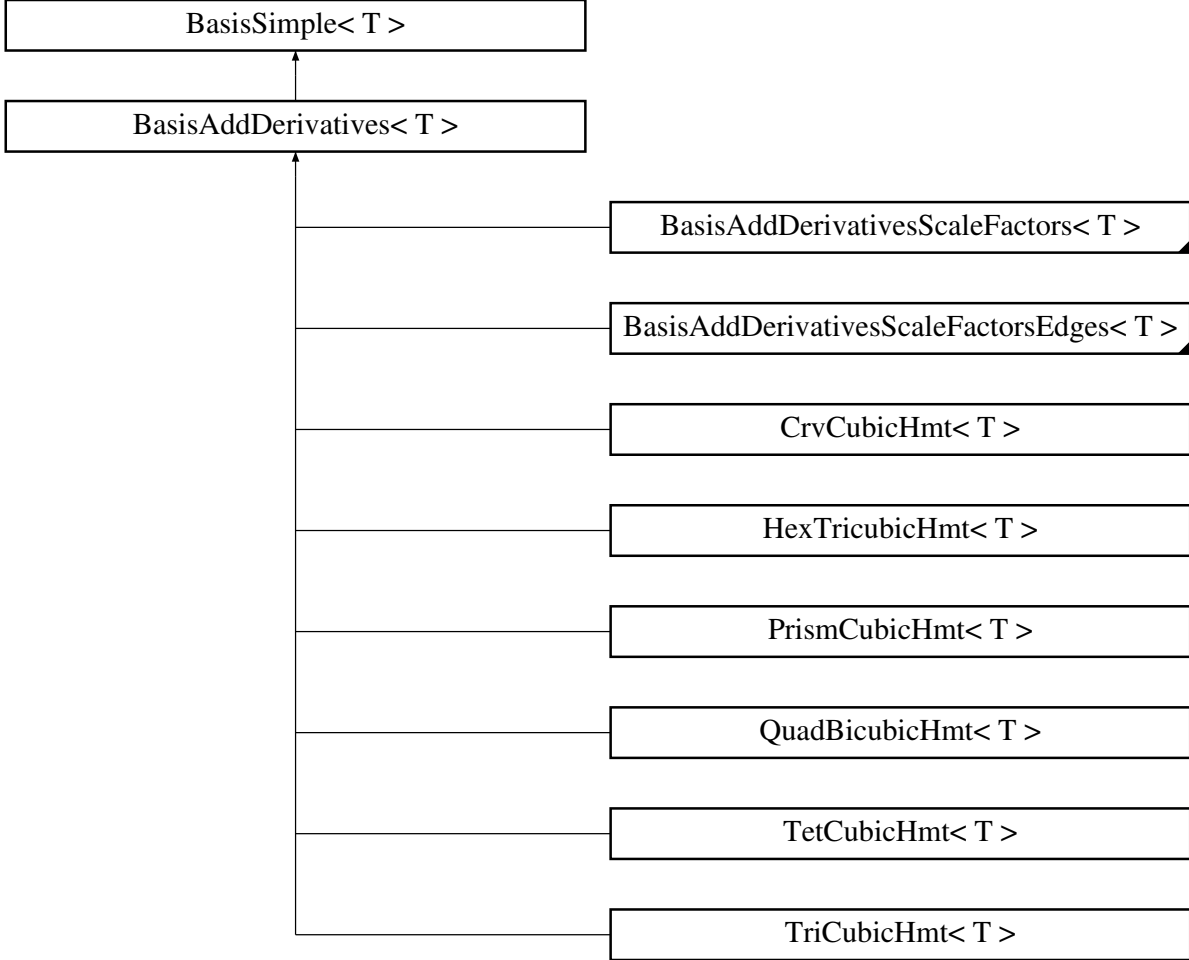 BasisSimple< T >
BasisAddDerivatives< T >
BasisAddDerivativesScaleFactors< T >
BasisAddDerivativesScaleFactorsEdges< T >
CrvCubicHmt< T >
HexTricubicHmt< T >
PrismCubicHmt< T >
QuadBicubicHmt< T >
TetCubicHmt< T >
TriCubicHmt< T >